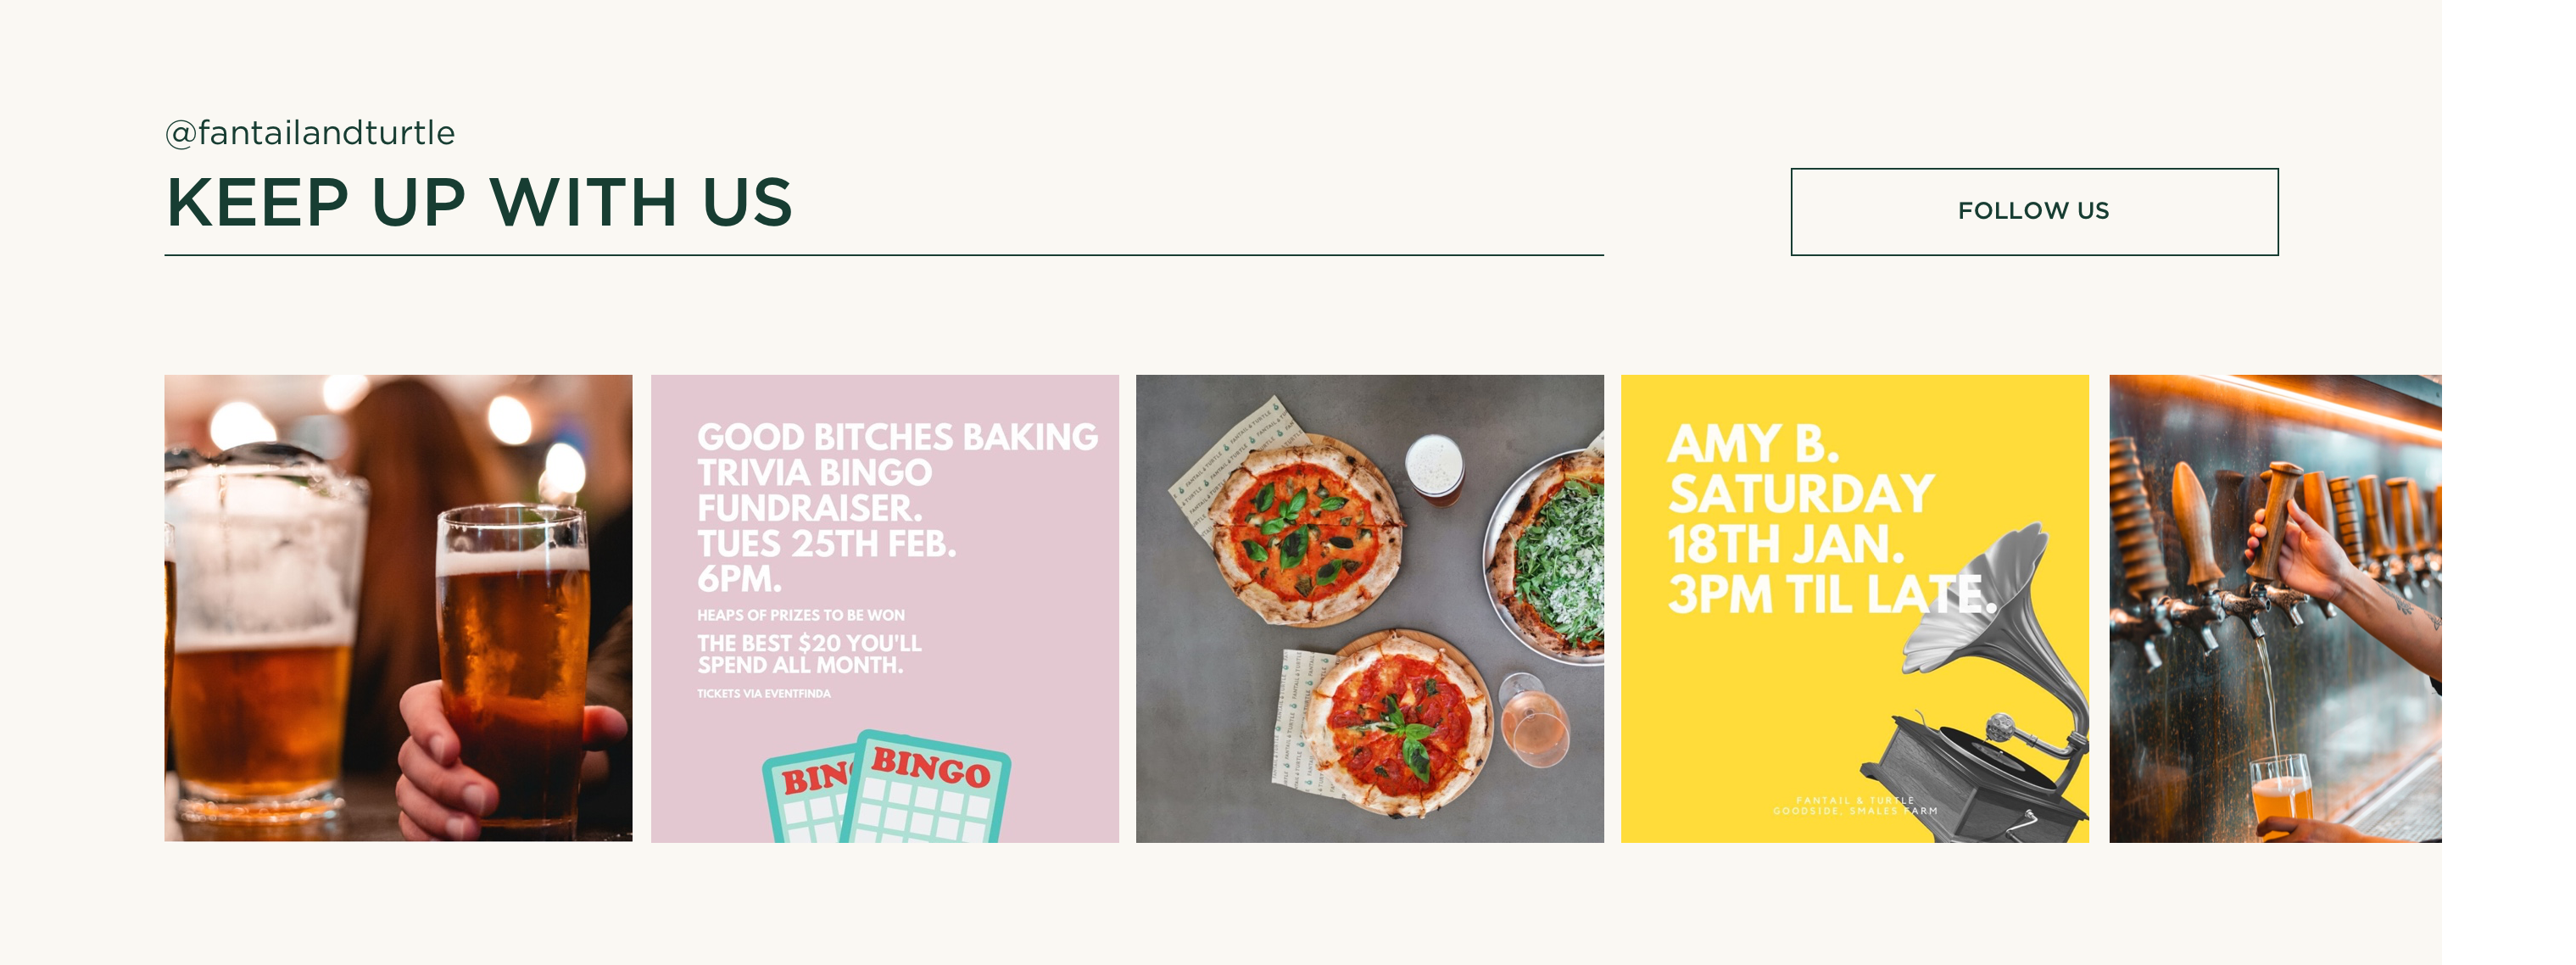 @fantailandturtle
KEEP UP WITH US
FOLLOW US
GOOD BITCHES BAKING
TRIVIA BINGO
FUNDRAISER.
TUES 25TH FEB.
6PM.
HEAPS OF PRIZES TO BE WON
THE BEST $20 YOU'LL
SPEND ALL MONTH.
TICKETS VIA EVENTFINDA
BING
BINGO
AMY B.
SATURDAY
18TH JAN.
3PM TIL LATE.
FANTAIL & TURTLE
GOODSIDE, SMALES FARM